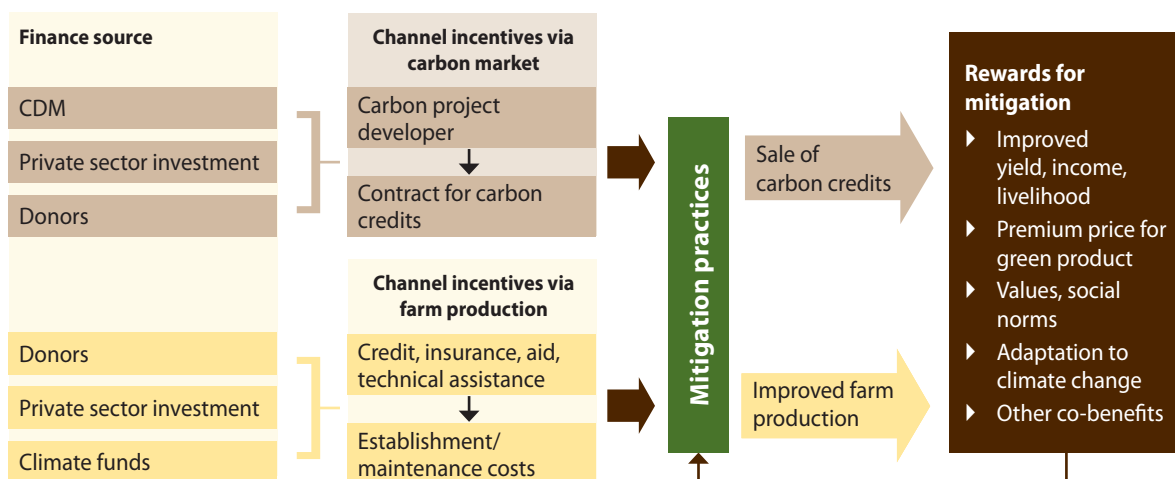 Finance source
CDM
Private sector investment
Donors
Donors
Private sector investment
Climate funds
Channel incentives via
carbon market
Carbon project
developer
Contract for carbon
credits
Channel incentives via
farm production
Credit, insurance, aid,
technical assistance
Establishment/
maintenance costs
Mitigation practices
Sale of
carbon credits
Improved farm
production
Rewards for
mitigation
Improved
yield, income,
livelihood
Premium price for
green product
Values, social
norms
Adaptation to
climate change
Other co-benefits